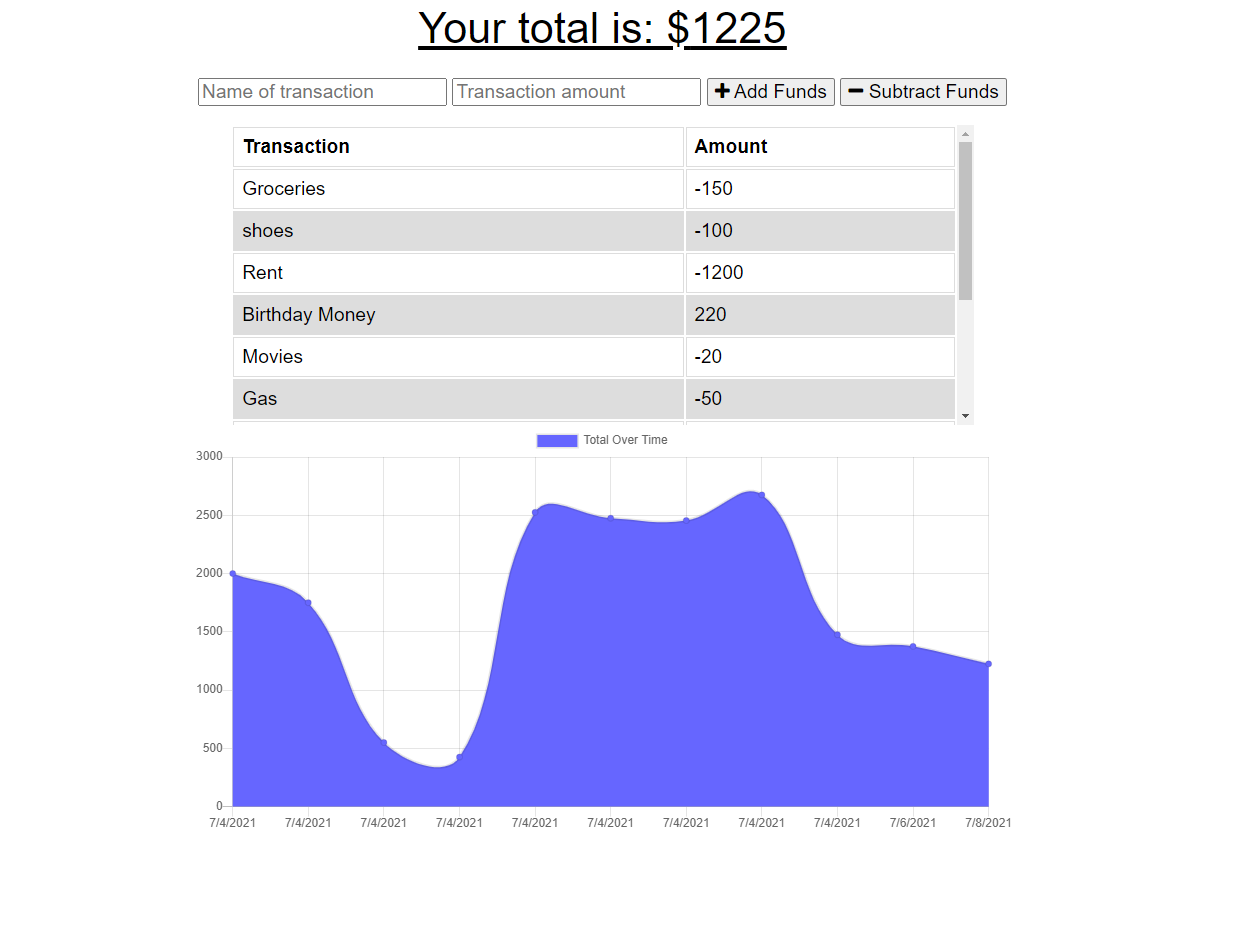 Your total is: $1225
Name of transaction Transaction amount Add Funds Subtract Funds
Transaction Amount
Groceries -150
shoes -100
Rent -1200
Birthday Money 220
Movies -20
Gas -50
Total Over Time
3000
2500
2000
1500
1000
500
0
7/4/2021 7/4/2021 7/4/2021 7/4/2021 7/4/2021 7/4/2021 7/4/2021 7/4/2021 7/4/2021 7/6/2021 7/8/2021